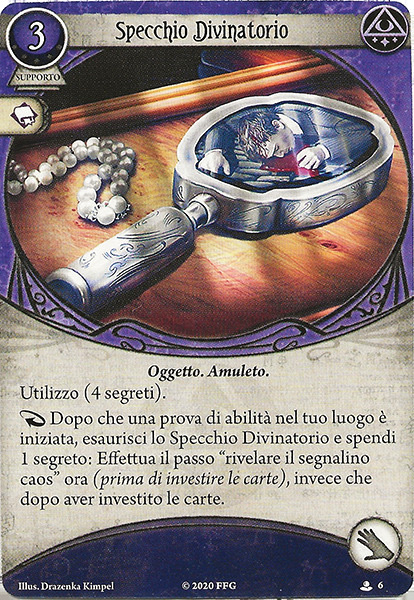 3
Specchio Divinatorio
SUPPORTO
Oggetto. Amuleto.
Utilizzo (4 segreti).
Dopo che una prova di abilità nel tuo luogo è
iniziata, esaurisci lo Specchio Divinatorio e spendi
1 segreto: Effettua il passo “rivelare il segnalino
caos” ora (prima di investire le carte), invece che
dopo aver investito le carte.
Illus. Drazenka Kimpel
© 2020 FFG
6